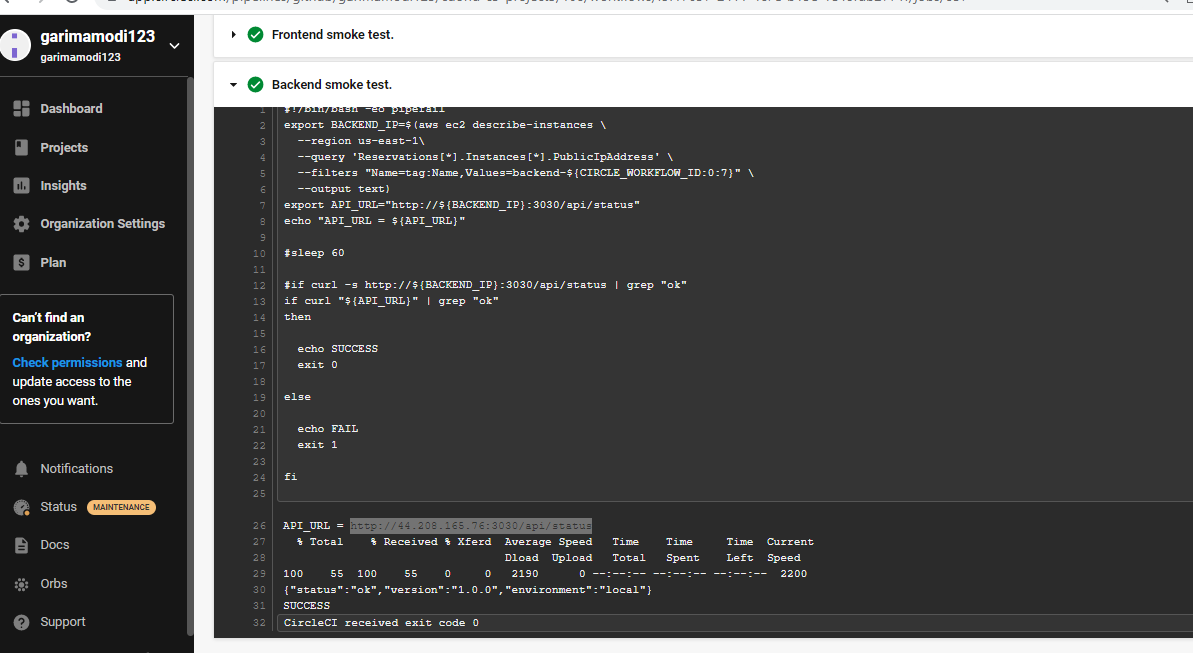 garimamodi123
garimamodi123
Dashboard
Projects
Insights
Organization Settings
Plan
Can't find an
organization?
Check permissions and
update access to the
ones you want.
Notifications
Status MAINTENANCE
Docs
Orbs
Support
Frontend smoke test.
Backend smoke test.
1 #!/bin/bash -eo pipefail
2 export BACKEND_IP=$(aws ec2 describe-instances \
3 --region us-east-1\
4 --query 'Reservations[*].Instances[*].PublicIpAddress' \
5 --filters "Name=tag:Name,Values=backend-${CIRCLE_WORKFLOW_ID:0:7}" \
6 --output text)
7 export API_URL="http://${BACKEND_IP}:3030/api/status"
8 echo "API_URL = ${API_URL}"
9
10 #sleep 60
11
12 #if curl -s http://${BACKEND_IP}:3030/api/status | grep "ok"
13 if curl "${API_URL}" | grep "ok"
14 then
15
16 echo SUCCESS
17 exit 0
18
19 else
20
21 echo FAIL
22 exit 1
23
24 fi
25
26 API_URL = http://44.208.165.76:3030/api/status
27 % Total % Received % Xferd Average Speed Time Time Time Current
28 Dload Upload Total Spent Left Speed
29 100 55 100 55 0 0 2190 0 --:--:-- --:--:-- --:--:-- 2200
30 {"status":"ok","version":"1.0.0","environment":"local"}
31 SUCCESS
32 CircleCI received exit code 0